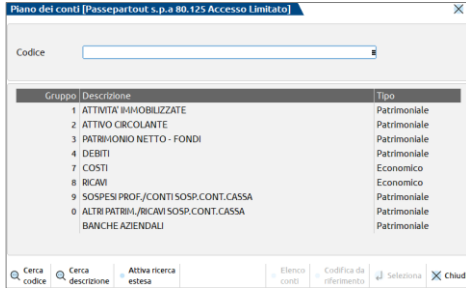 Piano dei conti [Passepartout s.p.a 80.125 Accesso Limitato]
Codice
Gruppo Descrizione Tipo
1 ATTIVITA' IMMOBILIZZATE Patrimoniale
2 ATTIVO CIRCOLANTE Patrimoniale
3 PATRIMONIO NETTO - FONDI Patrimoniale
4 DEBITI Patrimoniale
7 COSTI Economico
8 RICAVI Economico
9 SOSPESI PROF./CONTI SOSP.CONT.CASSA Patrimoniale
0 ALTRI PATRIM./RICAVI SOSP.CONT.CASSA Patrimoniale
BANCHE AZIENDALI Patrimoniale
Cerca codice
Cerca descrizione
Attiva ricerca estesa
Elenco conti
Codifica da riferimento
Seleziona
Chiud